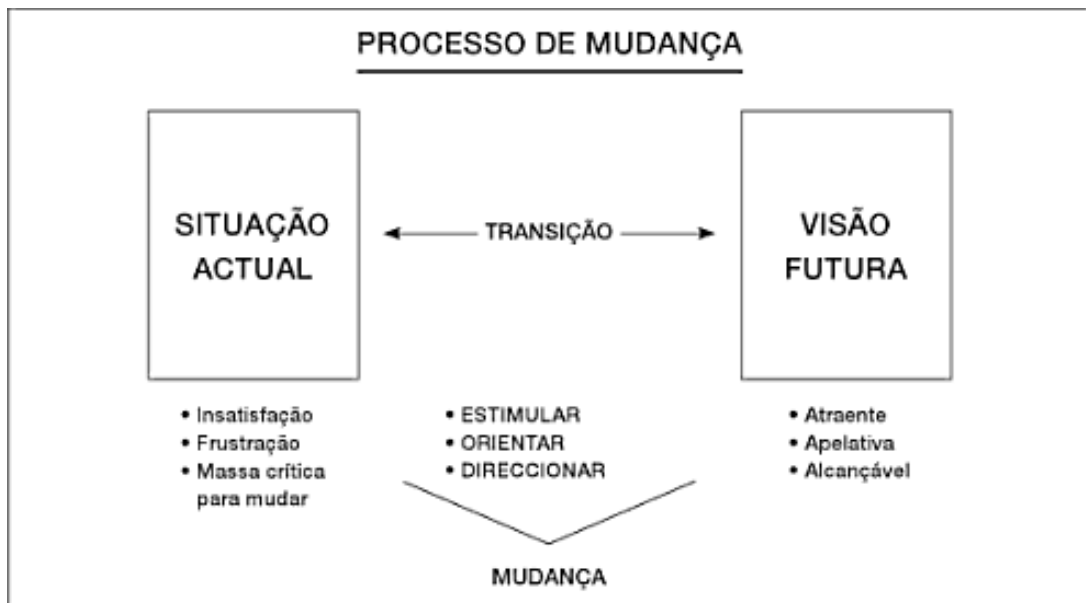 PROCESSO DE MUDANÇA
SITUAÇÃO
ACTUAL
TRANSIÇÃO
VISÃO
FUTURA
• Insatisfação
• Frustração
• Massa crítica
para mudar
• ESTIMULAR
• ORIENTAR
• DIRECCIONAR
• Atraente
• Apelativa
• Alcançável
MUDANÇA